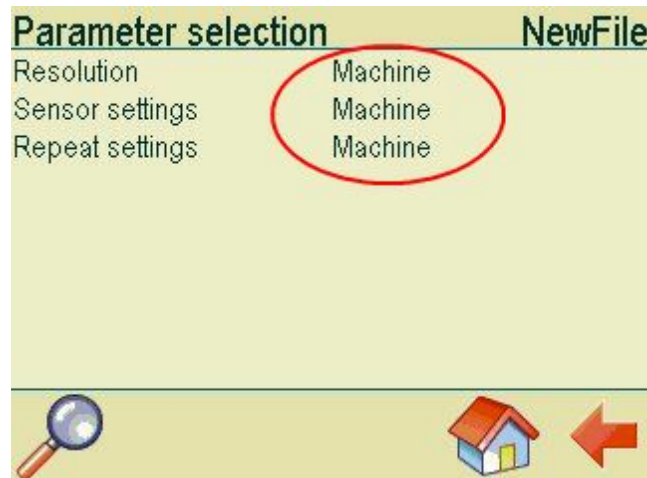 Parameter selection NewFile
Resolution Machine
Sensor settings Machine
Repeat settings Machine